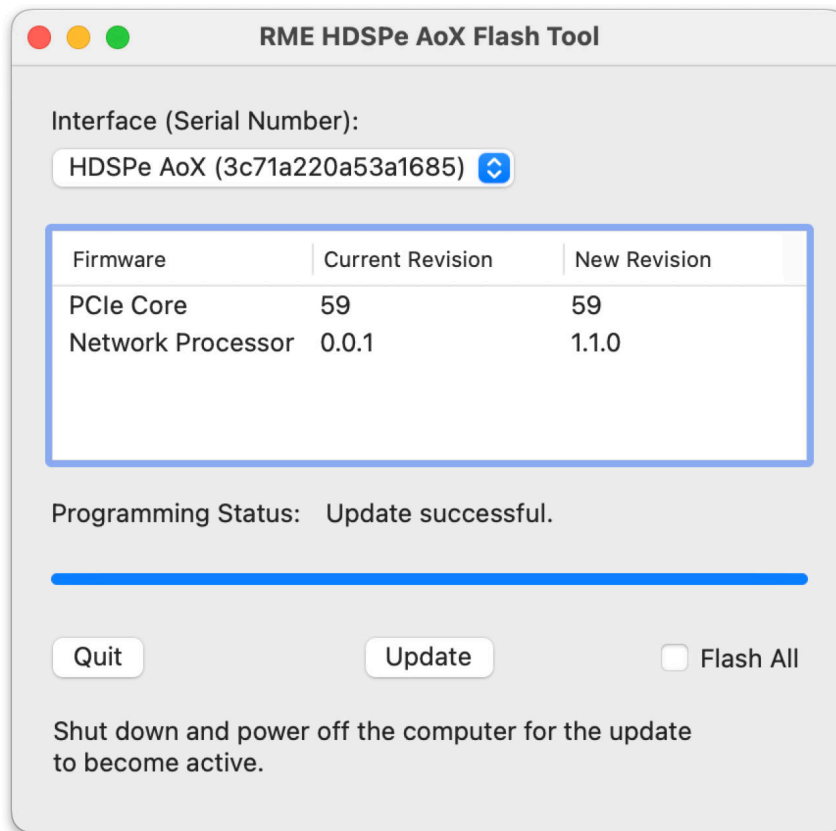 RME HDSPe AoX Flash Tool
Interface (Serial Number):
HDSPe AoX (3c71a220a53a1685)
Firmware Current Revision New Revision
PCIe Core 59 59
Network Processor 0.0.1 1.1.0
Programming Status: Update successful.
Quit Update Flash All
Shut down and power off the computer for the update
to become active.